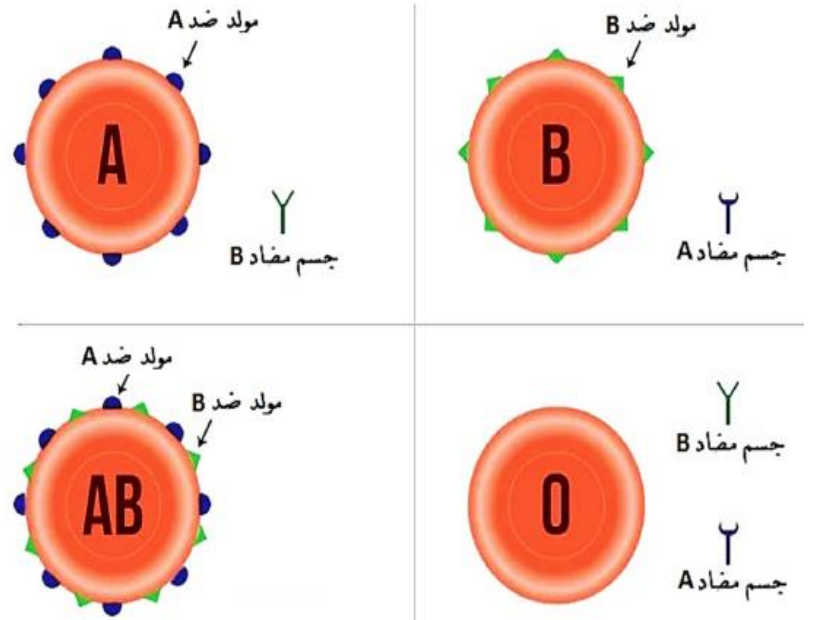 مولد ضد A
A
جسم مضاد B
مولد ضد B
B
جسم مضاد A
مولد ضد A
مولد ضد B
AB
جسم مضاد B
O
جسم مضاد A